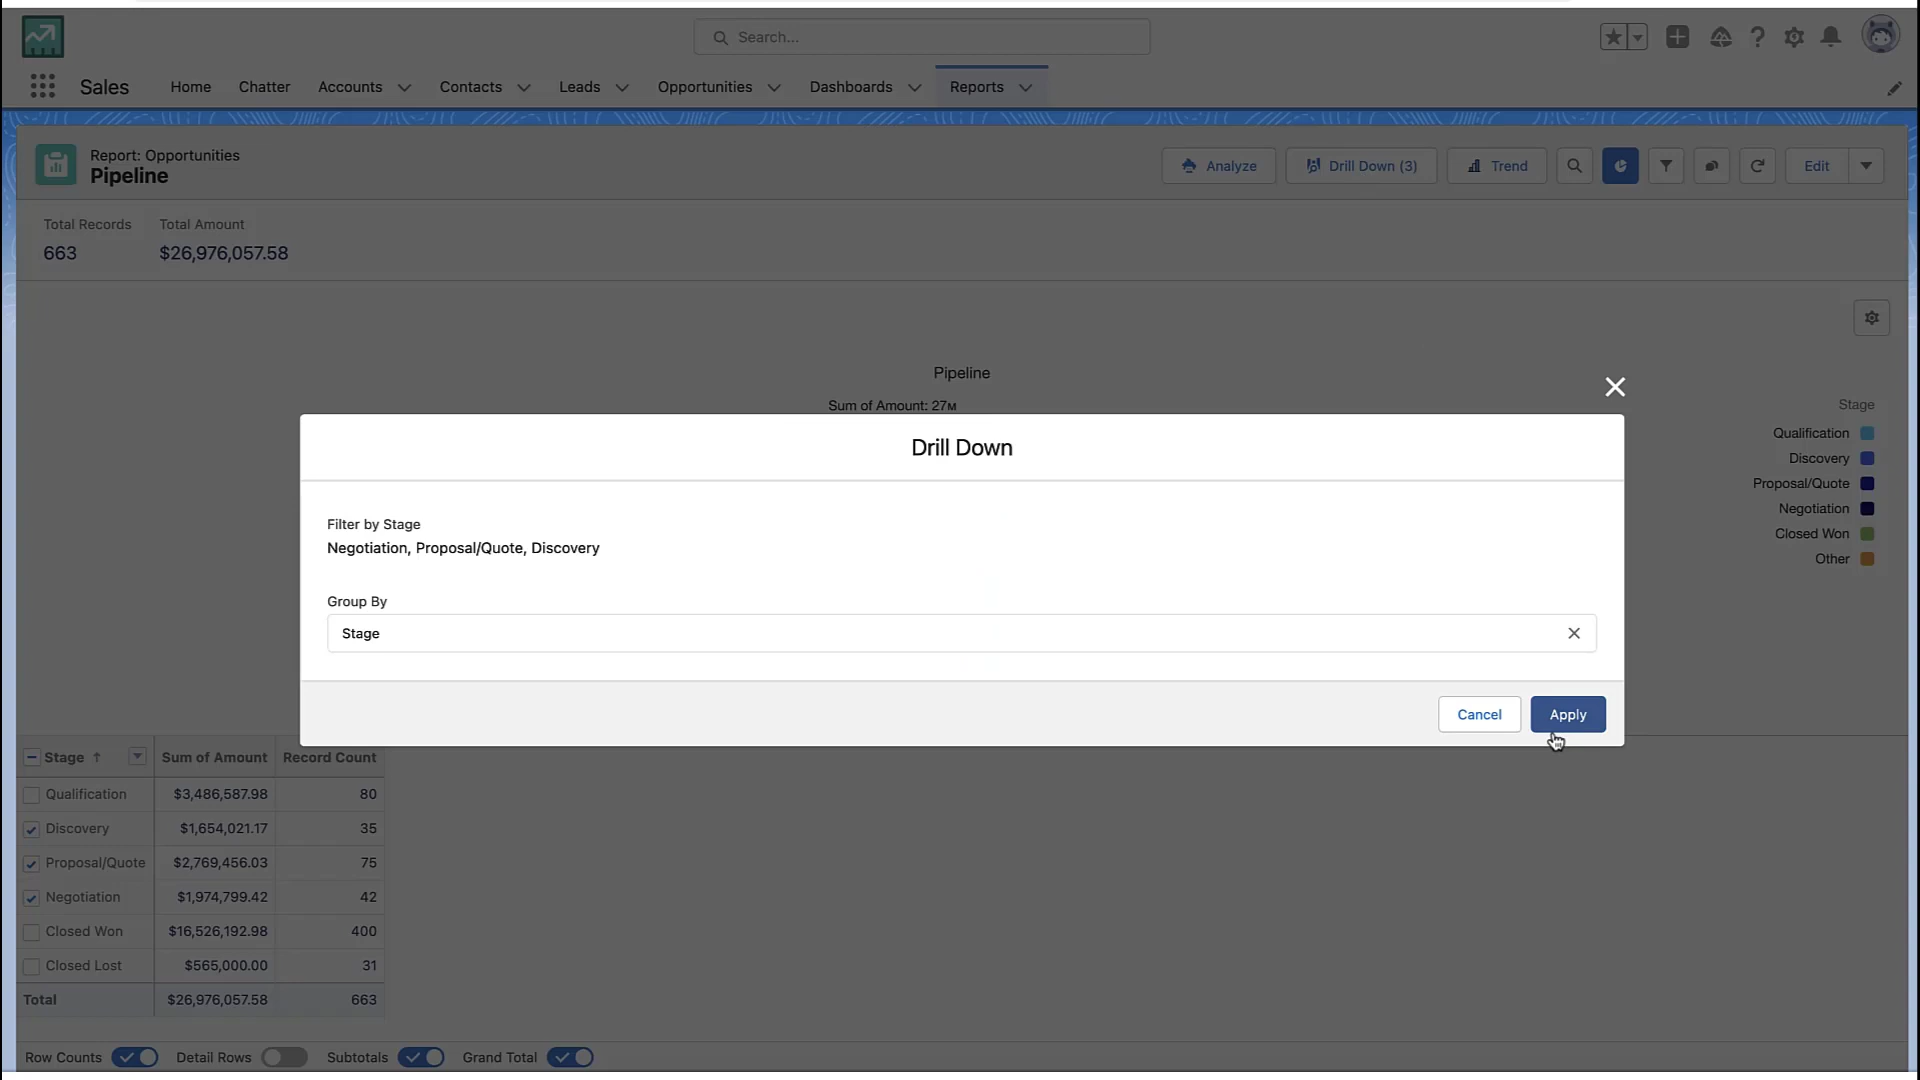 Search...
Sales
Home
Chatter
Accounts
Contacts
Leads
Opportunities
Dashboards
Reports
Report: Opportunities
Pipeline
Analyze
Drill Down (3)
Trend
Edit
Total Records
Total Amount
663
$26,976,057.58
Pipeline
Sum of Amount: 27M
Stage
Qualification
Discovery
Proposal/Quote
Negotiation
Closed Won
Other
Drill Down
Filter by Stage
Negotiation, Proposal/Quote, Discovery
Group By
Stage
Cancel
Apply
Stage ↑ Sum of Amount Record Count
Qualification $3,486,587.98 80
Discovery $1,654,021.17 35
Proposal/Quote $2,769,456.03 75
Negotiation $1,974,799.42 42
Closed Won $16,526,192.98 400
Closed Lost $565,000.00 31
Total $26,976,057.58 663
Row Counts
Detail Rows
Subtotals
Grand Total